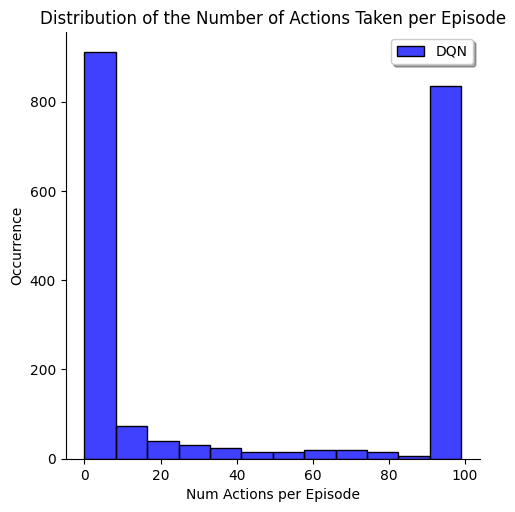 Distribution of the Number of Actions Taken per Episode
DQN
800
600
400
200
0
Occurrence
0 20 40 60 80 100
Num Actions per Episode